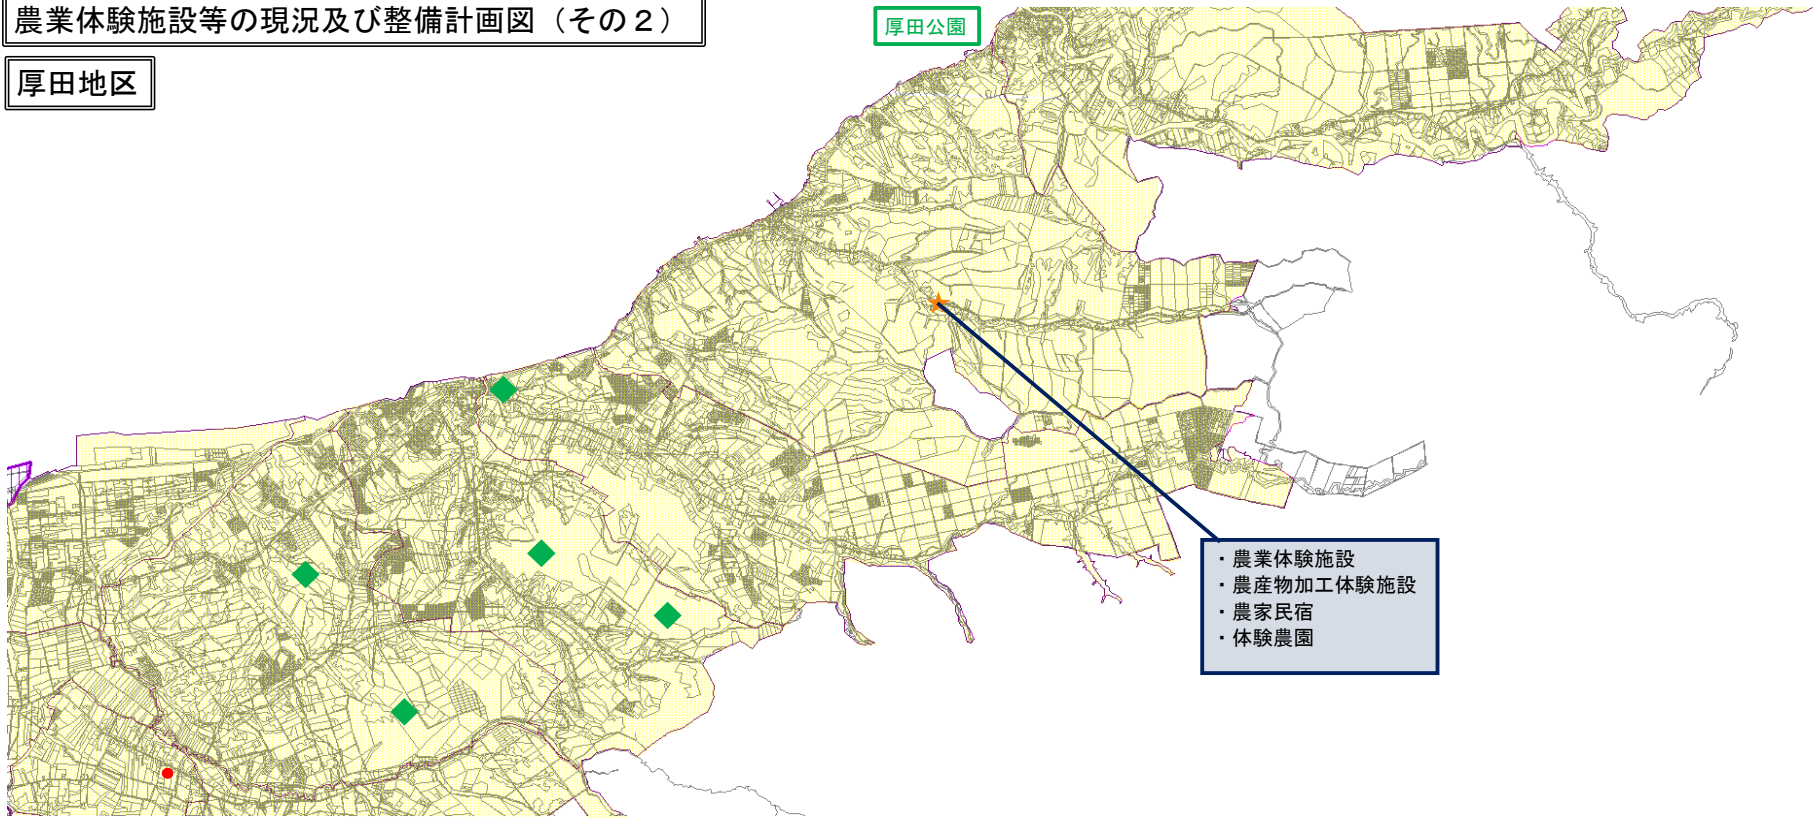 農業体験施設等の現況及び整備計画図（その２）
厚田公園
厚田地区
・農業体験施設
・農産物加工体験施設
・農家民宿
・体験農園